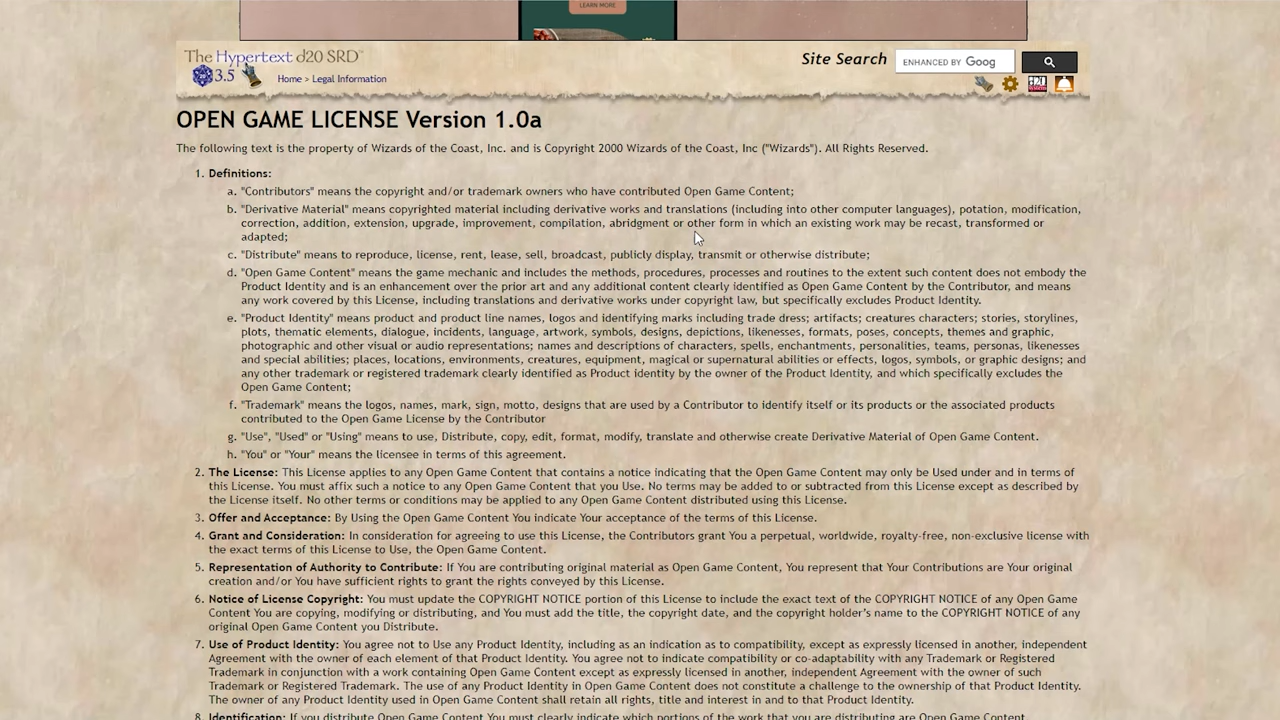 LEARN MORE
The Hypertext d20 SRD™
3.5
Home > Legal Information
Site Search
ENHANCED BY Goog
OPEN GAME LICENSE Version 1.0a
The following text is the property of Wizards of the Coast, Inc. and is Copyright 2000 Wizards of the Coast, Inc ("Wizards"). All Rights Reserved.
1. Definitions:
a. "Contributors" means the copyright and/or trademark owners who have contributed Open Game Content;
b. "Derivative Material" means copyrighted material including derivative works and translations (including into other computer languages), potation, modification,
correction, addition, extension, upgrade, improvement, compilation, abridgment or other form in which an existing work may be recast, transformed or
adapted;
c. "Distribute" means to reproduce, license, rent, lease, sell, broadcast, publicly display, transmit or otherwise distribute;
d. "Open Game Content" means the game mechanic and includes the methods, procedures, processes and routines to the extent such content does not embody the
Product Identity and is an enhancement over the prior art and any additional content clearly identified as Open Game Content by the Contributor, and means
any work covered by this License, including translations and derivative works under copyright law, but specifically excludes Product Identity.
e. "Product Identity" means product and product line names, logos and identifying marks including trade dress; artifacts; creatures characters; stories, storylines,
plots, thematic elements, dialogue, incidents, language, artwork, symbols, designs, depictions, likenesses, formats, poses, concepts, themes and graphic,
photographic and other visual or audio representations; names and descriptions of characters, spells, enchantments, personalities, teams, personas, likenesses
and special abilities; places, locations, environments, creatures, equipment, magical or supernatural abilities or effects, logos, symbols, or graphic designs; and
any other trademark or registered trademark clearly identified as Product identity by the owner of the Product Identity, and which specifically excludes the
Open Game Content;
f. "Trademark" means the logos, names, mark, sign, motto, designs that are used by a Contributor to identify itself or its products or the associated products
contributed to the Open Game License by the Contributor
g. "Use", "Used" or "Using" means to use, Distribute, copy, edit, format, modify, translate and otherwise create Derivative Material of Open Game Content.
h. "You" or "Your" means the licensee in terms of this agreement.
2. The License: This License applies to any Open Game Content that contains a notice indicating that the Open Game Content may only be Used under and in terms of
this License. You must affix such a notice to any Open Game Content that you Use. No terms may be added to or subtracted from this License except as described by
the License itself. No other terms or conditions may be applied to any Open Game Content distributed using this License.
3. Offer and Acceptance: By Using the Open Game Content You indicate Your acceptance of the terms of this License.
4. Grant and Consideration: In consideration for agreeing to use this License, the Contributors grant You a perpetual, worldwide, royalty-free, non-exclusive license with
the exact terms of this License to Use, the Open Game Content.
5. Representation of Authority to Contribute: If You are contributing original material as Open Game Content, You represent that Your Contributions are Your original
creation and/or You have sufficient rights to grant the rights conveyed by this License.
6. Notice of License Copyright: You must update the COPYRIGHT NOTICE portion of this License to include the exact text of the COPYRIGHT NOTICE of any Open Game
Content You are copying, modifying or distributing, and You must add the title, the copyright date, and the copyright holder's name to the COPYRIGHT NOTICE of any
original Open Game Content you Distribute.
7. Use of Product Identity: You agree not to Use any Product Identity, including as an indication as to compatibility, except as expressly licensed in another, independent
Agreement with the owner of each element of that Product Identity. You agree not to indicate compatibility or co-adaptability with any Trademark or Registered
Trademark in conjunction with a work containing Open Game Content except as expressly licensed in another, independent Agreement with the owner of such
Trademark or Registered Trademark. The use of any Product Identity in Open Game Content does not constitute a challenge to the ownership of that Product Identity.
The owner of any Product Identity used in Open Game Content shall retain all rights, title and interest in and to that Product Identity.
8. Identification: If you distribute Open Game Content You must clearly indicate which portions of the work that you are distributing are Open Game Content.